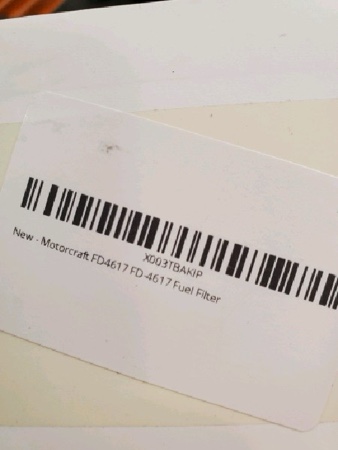 X003TBAKIP
New - Motorcraft FD4617 FD-4617 Fuel Filter